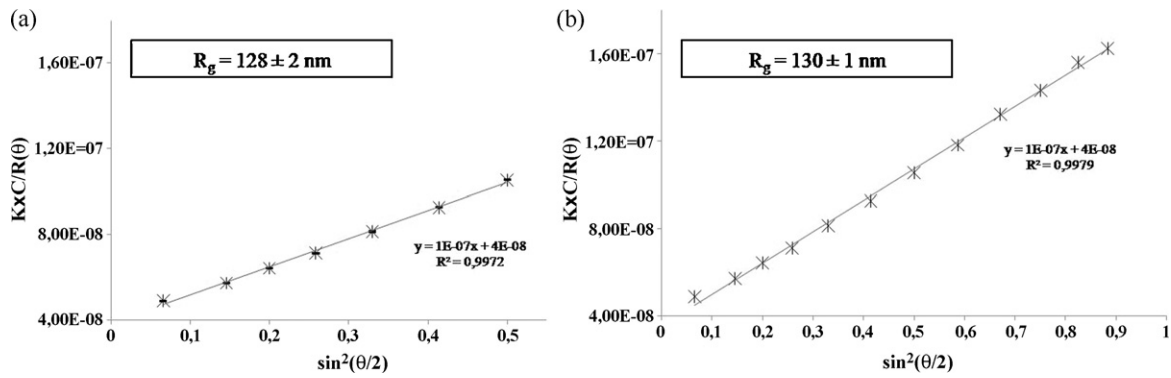 (a)
R_g = 128 ± 2 nm
1,60E-07
1,20E=07
8,00E-08
4,00E-08
KxC/R(θ)
y = 1E-07x + 4E-08
R² = 0,9972
0 0,1 0,2 0,3 0,4 0,5
sin²(θ/2)
(b)
R_g = 130 ± 1 nm
1,60E-07
1,20E=07
8,00E-08
4,00E-08
KxC/R(θ)
y = 1E-07x + 4E-08
R² = 0,9979
0 0,1 0,2 0,3 0,4 0,5 0,6 0,7 0,8 0,9 1
sin²(θ/2)